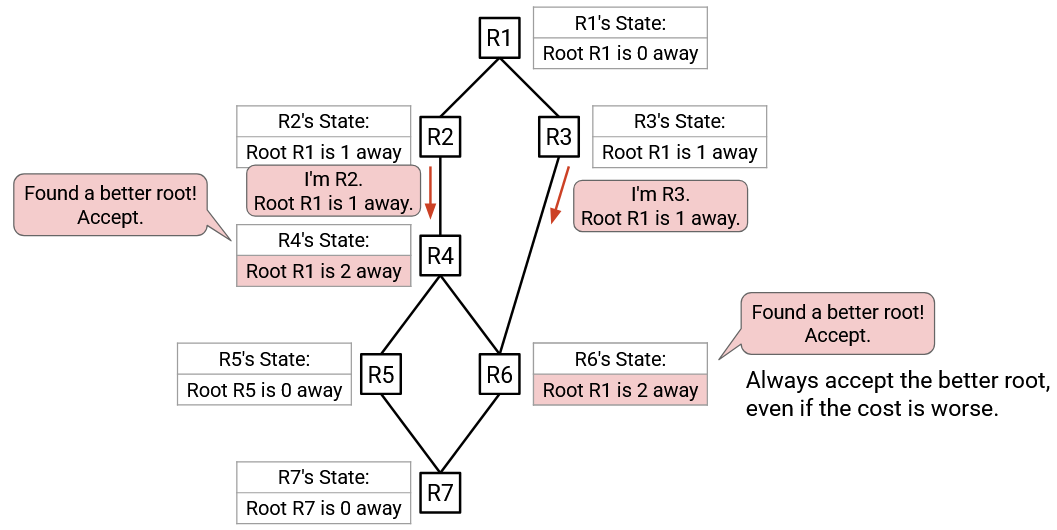 R1
R1's State:
Root R1 is 0 away
R2's State:
Root R1 is 1 away
R2
R3
R3's State:
Root R1 is 1 away
I'm R2.
Root R1 is 1 away.
I'm R3.
Root R1 is 1 away.
Found a better root!
Accept.
R4's State:
Root R1 is 2 away
R4
Found a better root!
Accept.
R5's State:
Root R5 is 0 away
R5
R6
R6's State:
Root R1 is 2 away
Always accept the better root,
even if the cost is worse.
R7's State:
Root R7 is 0 away
R7